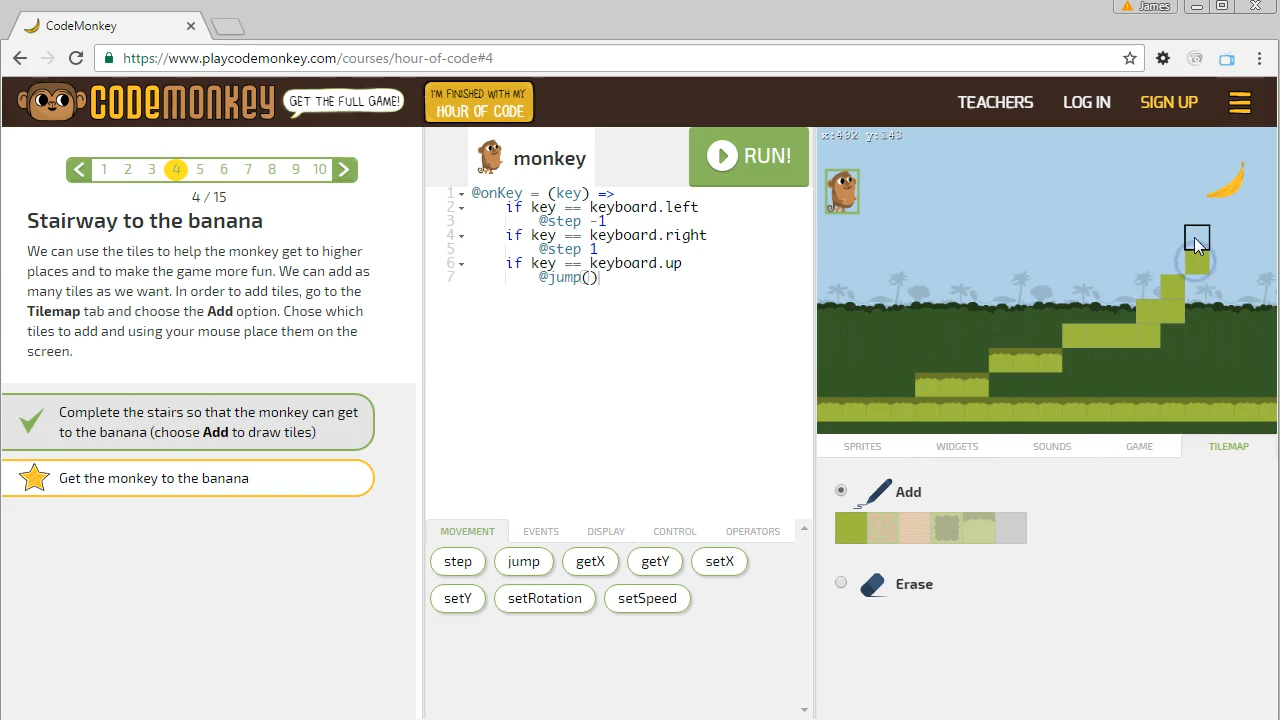 CodeMonkey
James
https://www.playcodemonkey.com/courses/hour-of-code#4
CODEMONKEY
GET THE FULL GAME!
I'M FINISHED WITH MY
HOUR OF CODE
TEACHERS
LOG IN
SIGN UP
1 2 3 4 5 6 7 8 9 10
4 / 15
Stairway to the banana
We can use the tiles to help the monkey get to higher
places and to make the game more fun. We can add as
many tiles as we want. In order to add tiles, go to the
Tilemap tab and choose the Add option. Chose which
tiles to add and using your mouse place them on the
screen.
Complete the stairs so that the monkey can get
to the banana (choose Add to draw tiles)
Get the monkey to the banana
monkey
RUN!
1 @onKey = (key) =>
2 if key == keyboard.left
3 @step -1
4 if key == keyboard.right
5 @step 1
6 if key == keyboard.up
7 @jump()
MOVEMENT EVENTS DISPLAY CONTROL OPERATORS
step jump getX getY setX
setY setRotation setSpeed
x:492 y:143
SPRITES WIDGETS SOUNDS GAME TILEMAP
Add
Erase